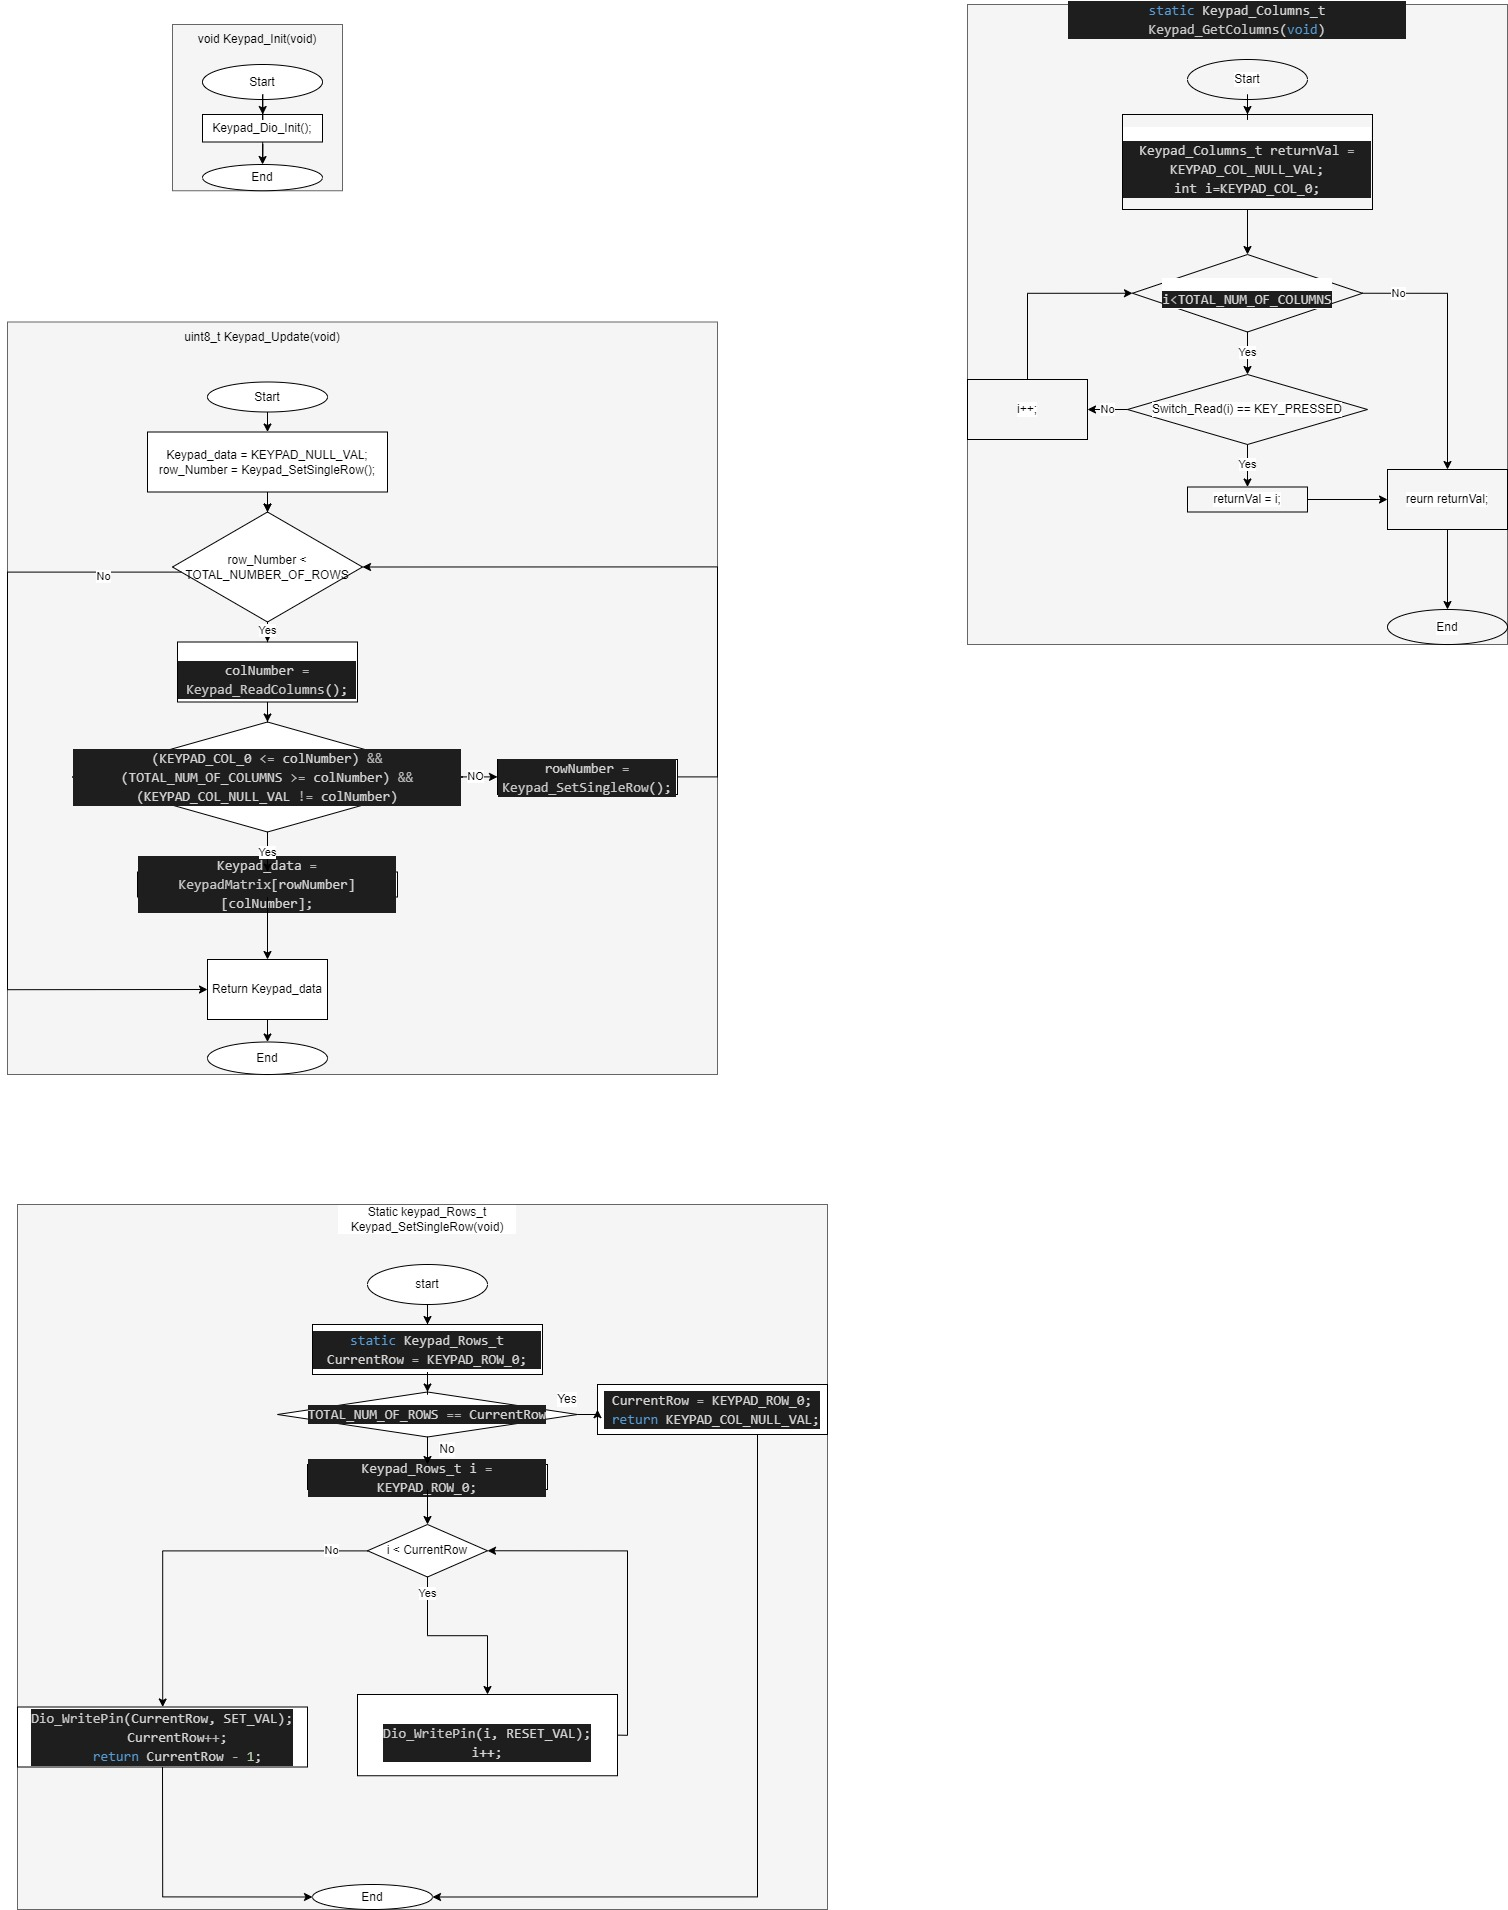 void Keypad_Init(void)
Start
Keypad_Dio_Init();
End
static Keypad_Columns_t
Keypad_GetColumns(void)
Start
Keypad_Columns_t returnVal =
KEYPAD_COL_NULL_VAL;
int i=KEYPAD_COL_0;
i<TOTAL_NUM_OF_COLUMNS
No
Yes
Switch_Read(i) == KEY_PRESSED
No
i++;
Yes
returnVal = i;
reurn returnVal;
End
uint8_t Keypad_Update(void)
Start
Keypad_data = KEYPAD_NULL_VAL;
row_Number = Keypad_SetSingleRow();
row_Number <
TOTAL_NUMBER_OF_ROWS
No
Yes
colNumber =
Keypad_ReadColumns();
(KEYPAD_COL_0 <= colNumber) &&
(TOTAL_NUM_OF_COLUMNS >= colNumber) &&
(KEYPAD_COL_NULL_VAL != colNumber)
NO
rowNumber =
Keypad_SetSingleRow();
Yes
Keypad_data =
KeypadMatrix[rowNumber]
[colNumber];
Return Keypad_data
End
Static keypad_Rows_t
Keypad_SetSingleRow(void)
start
static Keypad_Rows_t
CurrentRow = KEYPAD_ROW_0;
TOTAL_NUM_OF_ROWS == CurrentRow
Yes
CurrentRow = KEYPAD_ROW_0;
return KEYPAD_COL_NULL_VAL;
No
Keypad_Rows_t i =
KEYPAD_ROW_0;
i < CurrentRow
No
Yes
Dio_WritePin(CurrentRow, SET_VAL);
CurrentRow++;
return CurrentRow - 1;
Dio_WritePin(i, RESET_VAL);
i++;
End